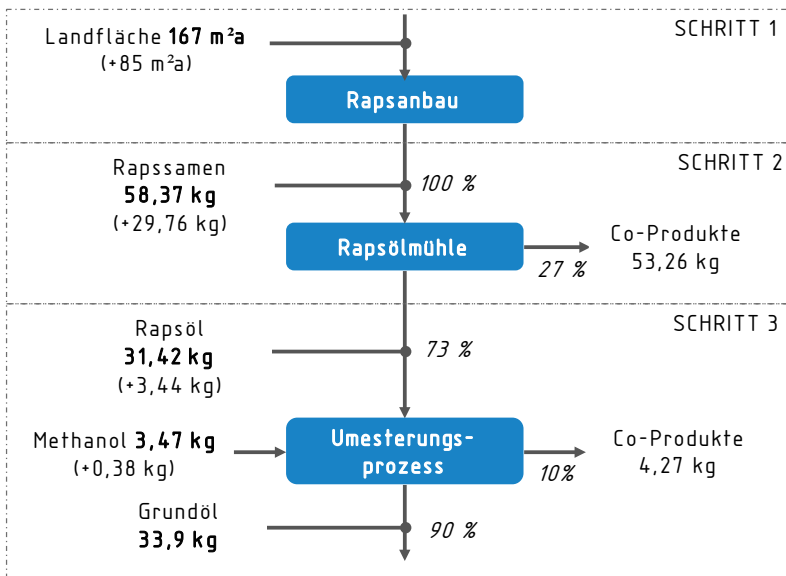 SCHRITT 1
Landfläche 167 m²a
(+85 m²a)
Rapsanbau
SCHRITT 2
Rapssamen
58,37 kg
(+29,76 kg)
100 %
Rapsölmühle
27 %
Co-Produkte
53,26 kg
SCHRITT 3
Rapsöl
31,42 kg
(+3,44 kg)
73 %
Methanol 3,47 kg
(+0,38 kg)
Umesterungs-
prozess
10%
Co-Produkte
4,27 kg
Grundöl
33,9 kg
90 %